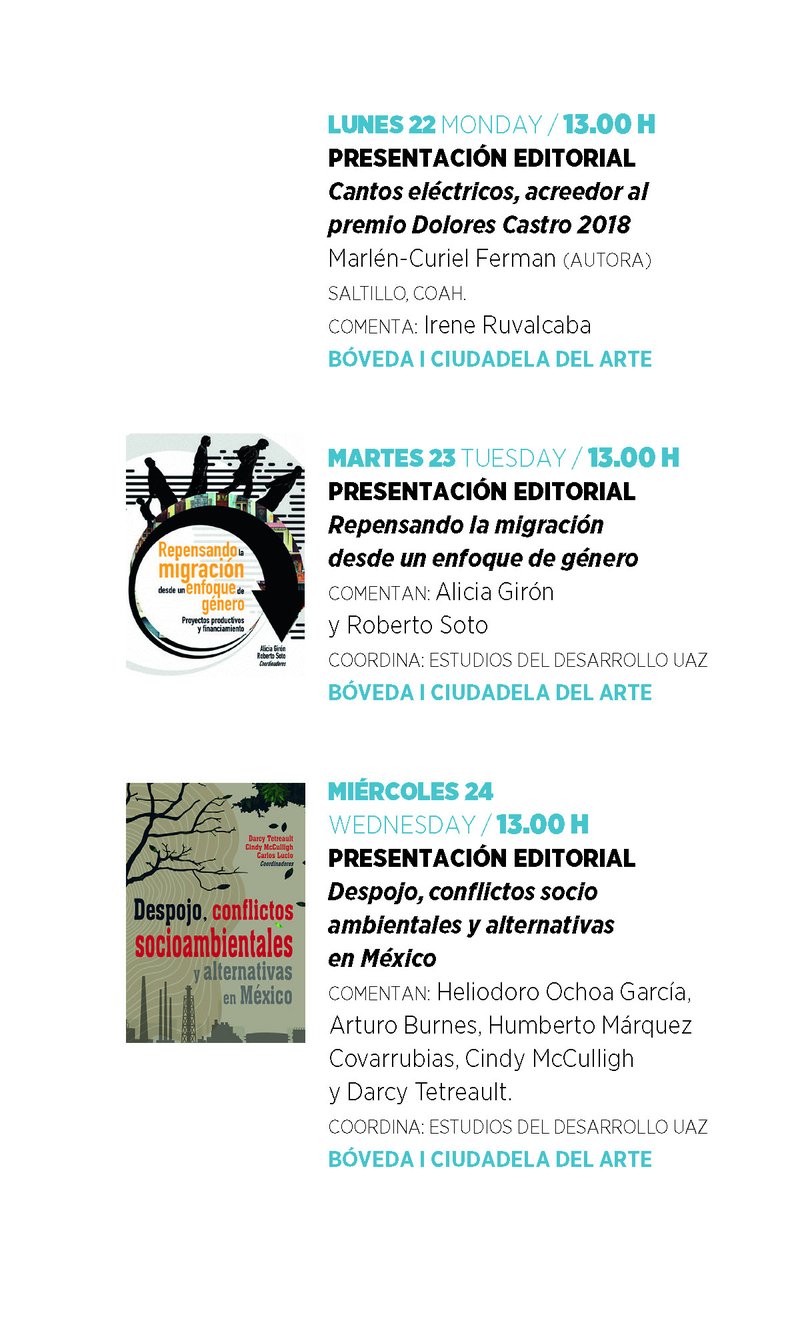 LUNES 22 MONDAY / 13.00 H
PRESENTACIÓN EDITORIAL
Cantos eléctricos, acreedor al
premio Dolores Castro 2018
Marlén-Curiel Ferman (AUTORA)
SALTILLO, COAH.
COMENTA: Irene Ruvalcaba
BÓVEDA I CIUDADELA DEL ARTE
Repensando la
migración
desde un enfoque de
género
Proyectos productivos
y financiamiento
Alicia Girón
Roberto Soto
Coordinadores
MARTES 23 TUESDAY / 13.00 H
PRESENTACIÓN EDITORIAL
Repensando la migración
desde un enfoque de género
COMENTAN: Alicia Girón
y Roberto Soto
COORDINA: ESTUDIOS DEL DESARROLLO UAZ
BÓVEDA I CIUDADELA DEL ARTE
Darcy Tetreault
Cindy McCulligh
Carlos Lucio
Coordinadores
Despojo, conflictos
socioambientales
y alternativas
en México
MIÉRCOLES 24
WEDNESDAY / 13.00 H
PRESENTACIÓN EDITORIAL
Despojo, conflictos socio
ambientales y alternativas
en México
COMENTAN: Heliodoro Ochoa García,
Arturo Burnes, Humberto Márquez
Covarrubias, Cindy McCulligh
y Darcy Tetreault.
COORDINA: ESTUDIOS DEL DESARROLLO UAZ
BÓVEDA I CIUDADELA DEL ARTE